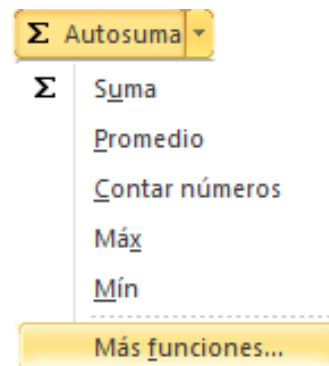 Σ Autosuma
Σ Suma
Promedio
Contar números
Máx
Mín
Más funciones...